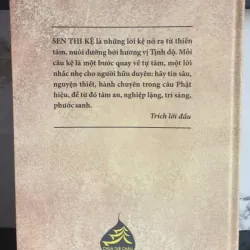 SEN THI KỆ là những lời kệ nở ra từ thiền
tâm, nuôi dưỡng bởi hương vị Tịnh độ. Mỗi
câu kệ là một bước quay về tự tâm, một lời
nhắc nhẹ cho người hữu duyên: hãy tín sâu,
nguyện thiết, hành chuyên trong câu Phật
hiệu, để từ đó tâm an, nghiệp lặng, trí sáng,
phước sanh.
Trích lời đầu